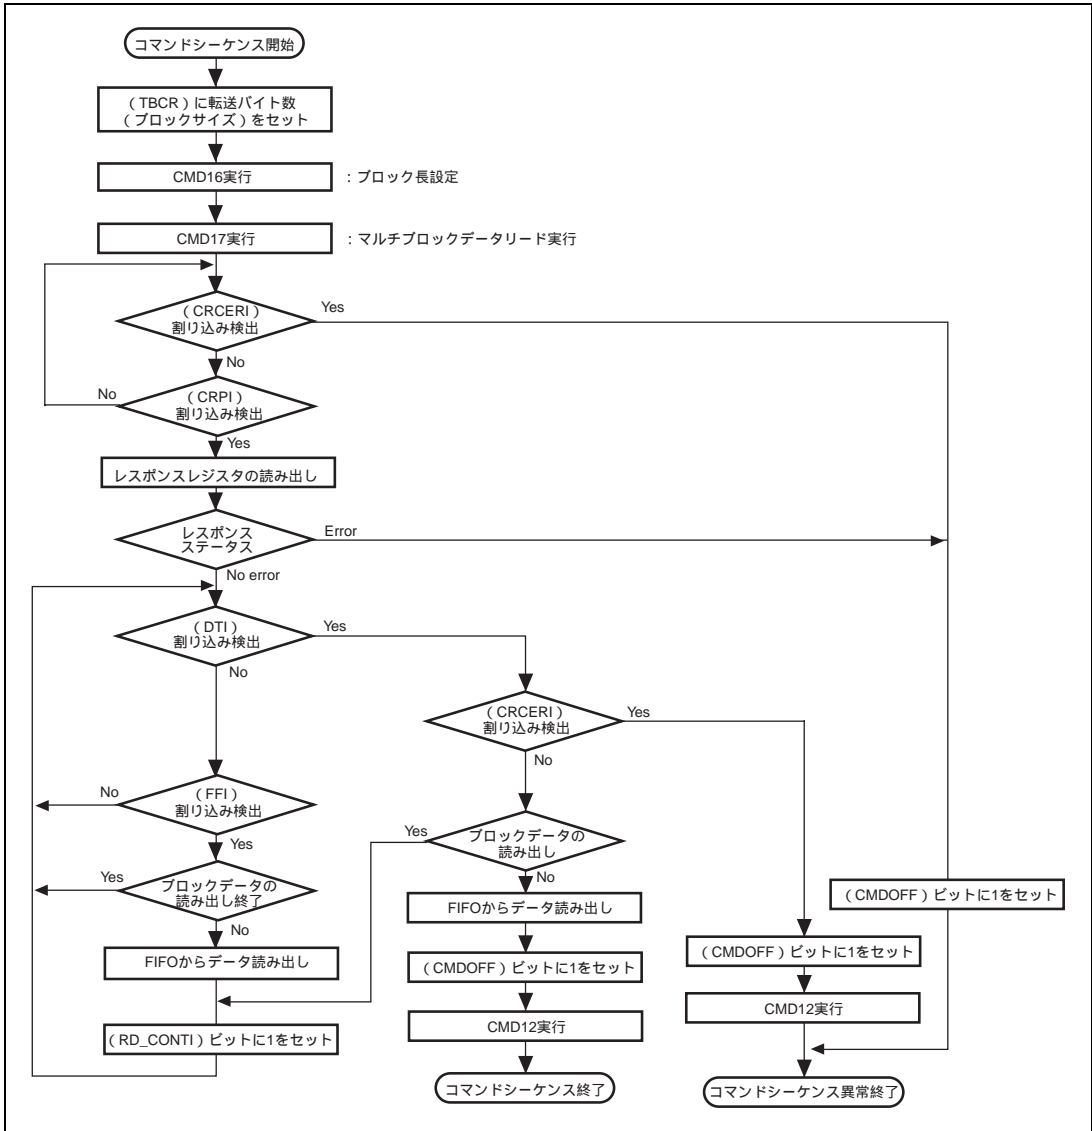 コマンドシーケンス開始
（TBCR）に転送バイト数
（ブロックサイズ）をセット
CMD16実行
：ブロック長設定
CMD17実行
：マルチブロックデータリード実行
（CRCERI）
割り込み検出
Yes
No
（CRPI）
割り込み検出
No
Yes
レスポンスレジスタの読み出し
レスポンス
ステータス
Error
No error
（DTI）
割り込み検出
Yes
No
（CRCERI）
割り込み検出
Yes
No
（FFI）
割り込み検出
No
Yes
ブロックデータの
読み出し
Yes
No
ブロックデータの
読み出し終了
Yes
No
FIFOからデータ読み出し
（CMDOFF）ビットに1をセット
FIFOからデータ読み出し
（CMDOFF）ビットに1をセット
（CMDOFF）ビットに1をセット
CMD12実行
CMD12実行
（RD_CONTI）ビットに1をセット
コマンドシーケンス終了
コマンドシーケンス異常終了